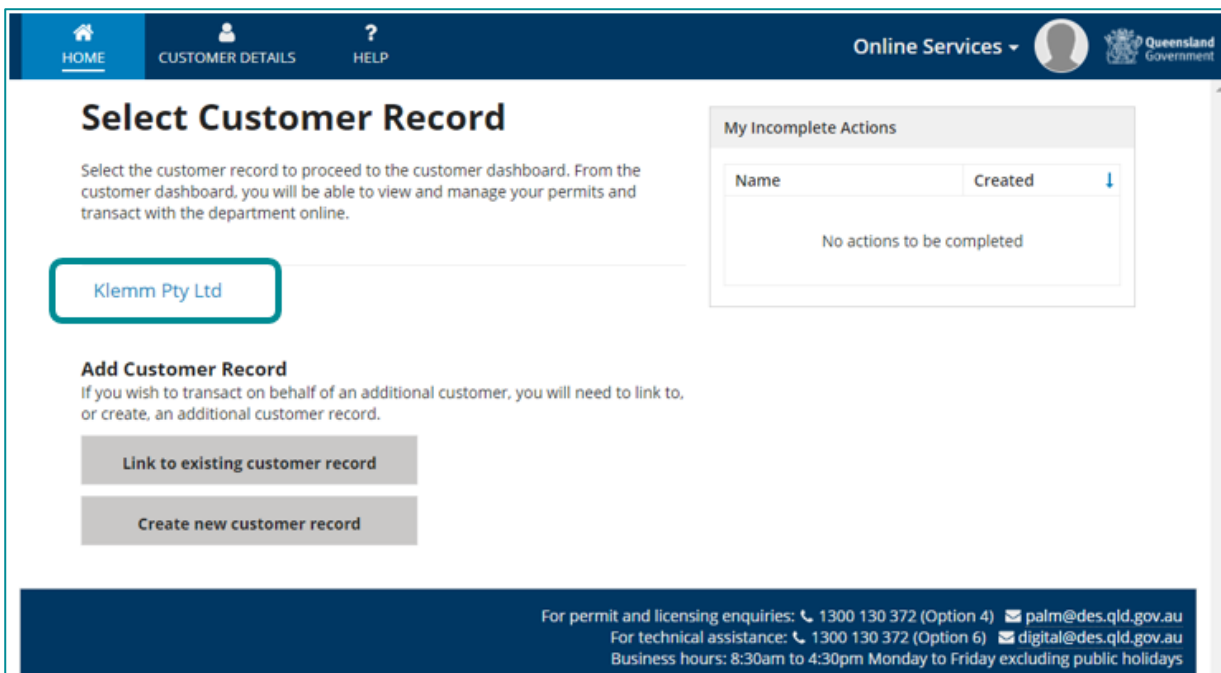 HOME
CUSTOMER DETAILS
? HELP
Online Services
Queensland
Government
Select Customer Record
Select the customer record to proceed to the customer dashboard. From the
customer dashboard, you will be able to view and manage your permits and
transact with the department online.
Klemm Pty Ltd
Add Customer Record
If you wish to transact on behalf of an additional customer, you will need to link to,
or create, an additional customer record.
Link to existing customer record
Create new customer record
My Incomplete Actions
Name Created
No actions to be completed
For permit and licensing enquiries: 1300 130 372 (Option 4) palm@des.qld.gov.au
For technical assistance: 1300 130 372 (Option 6) digital@des.qld.gov.au
Business hours: 8:30am to 4:30pm Monday to Friday excluding public holidays